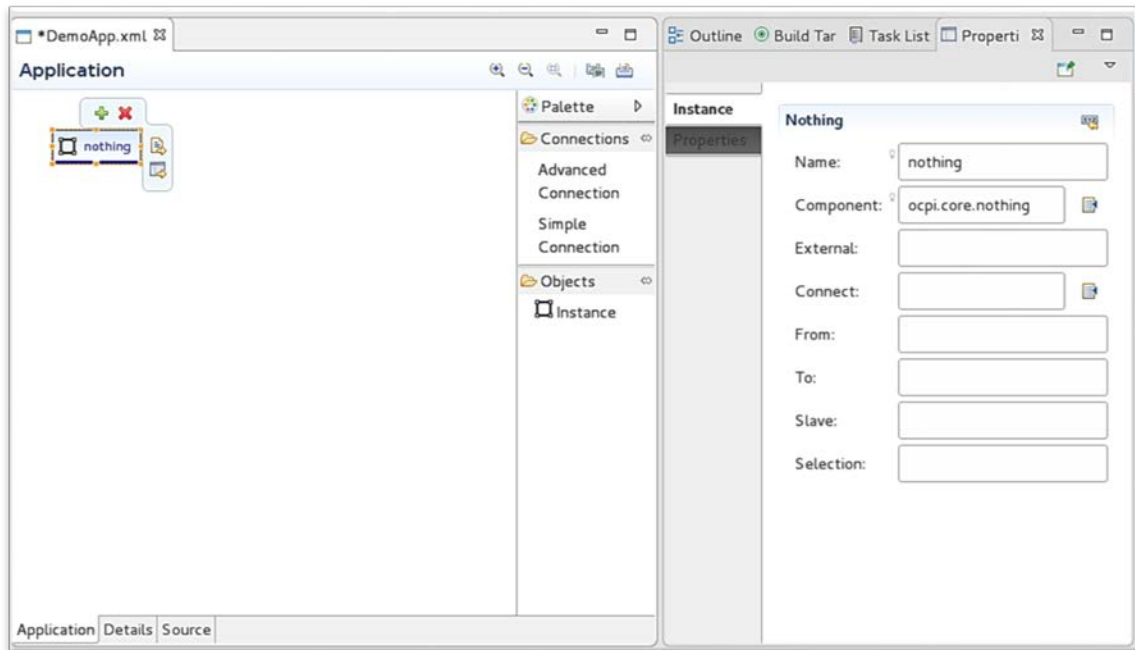 *DemoApp.xml
Application
nothing
Palette
Connections
Advanced
Connection
Simple
Connection
Objects
Instance
Application Details Source
Outline Build Tar Task List Properti
Instance
Properties
Nothing
Name: nothing
Component: ocpi.core.nothing
External:
Connect:
From:
To:
Slave:
Selection: